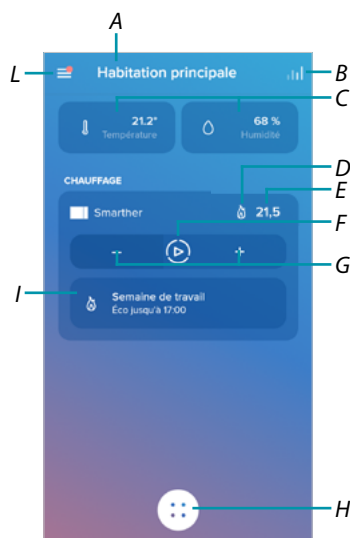 A
L
Habitation principale
B
C
21.2°
Température
68 %
Humidité
D
E
CHAUFFAGE
Smarther
21,5
F
-
+
G
I
Semaine de travail
Éco jusqu'à 17:00
H